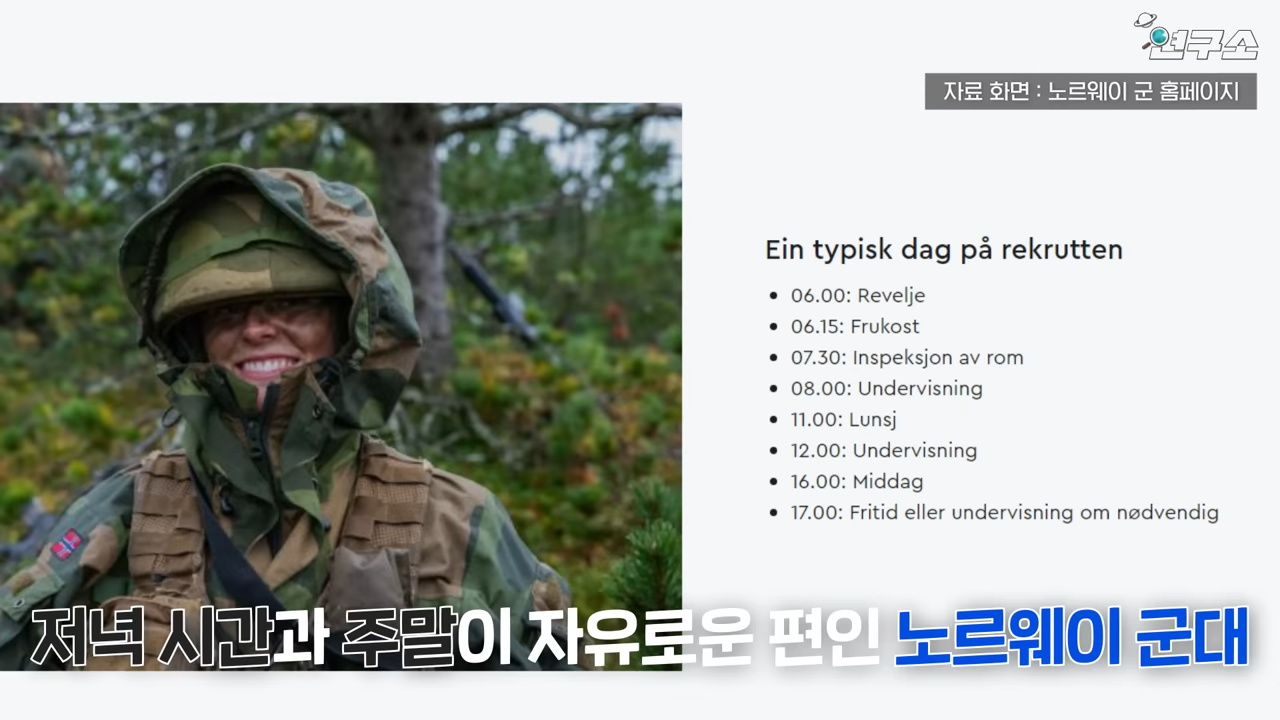 연구소
자료 화면 : 노르웨이 군 홈페이지
Ein typisk dag på rekrutten
06.00: Revelje
06.15: Frukost
07.30: Inspeksjon av rom
08.00: Undervisning
11.00: Lunsj
12.00: Undervisning
16.00: Middag
17.00: Fritid eller undervisning om nødvendig
저녁 시간과 주말이 자유로운 편인 노르웨이 군대